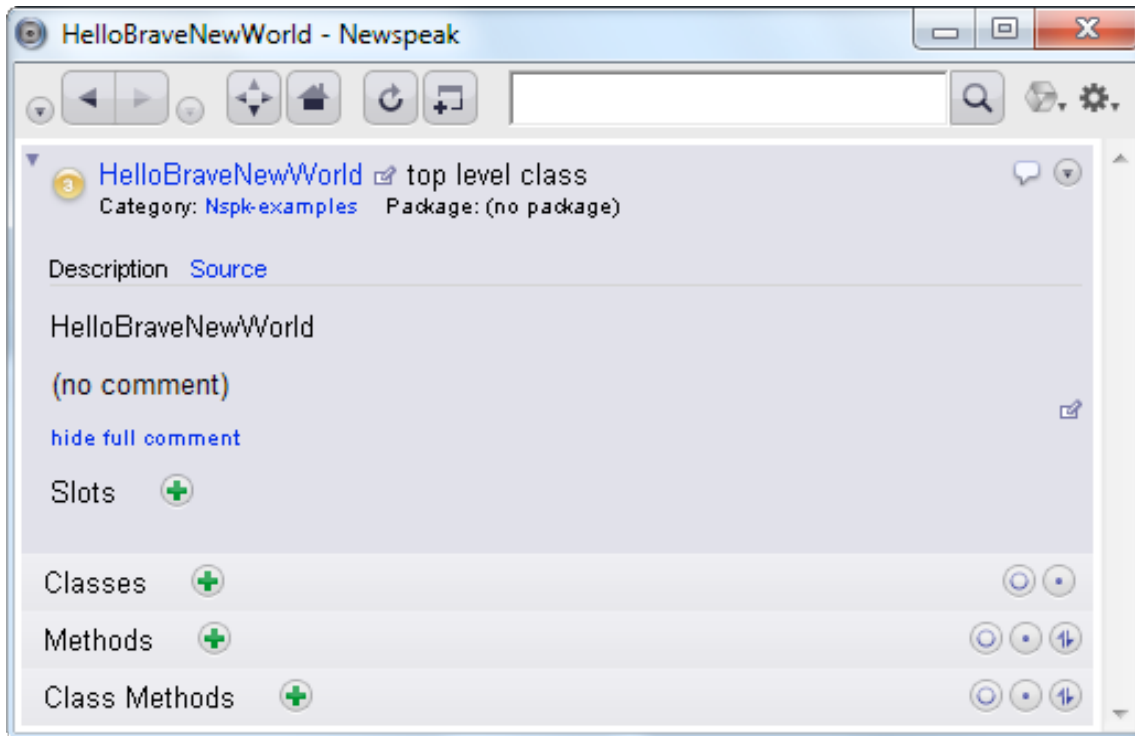 HelloBraveNewWorld - Newspeak
3 HelloBraveNewWorld top level class
Category: Nspk-examples Package: (no package)
Description Source
HelloBraveNewWorld
(no comment)
hide full comment
Slots
Classes
Methods
Class Methods